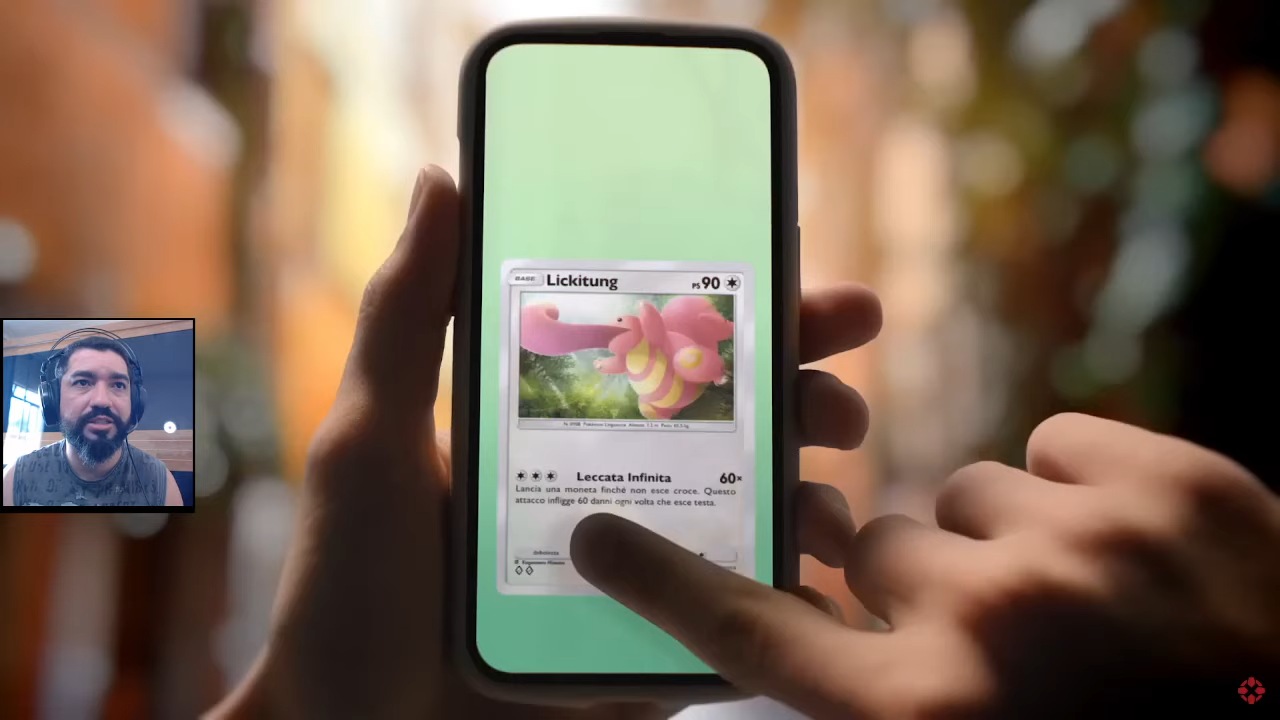 BASE Lickitung PS 90
Leccata Infinita 60×
Lancia una moneta finché non esce croce. Questo
attacco infligge 60 danni ogni volta che esce testa.
debolezza